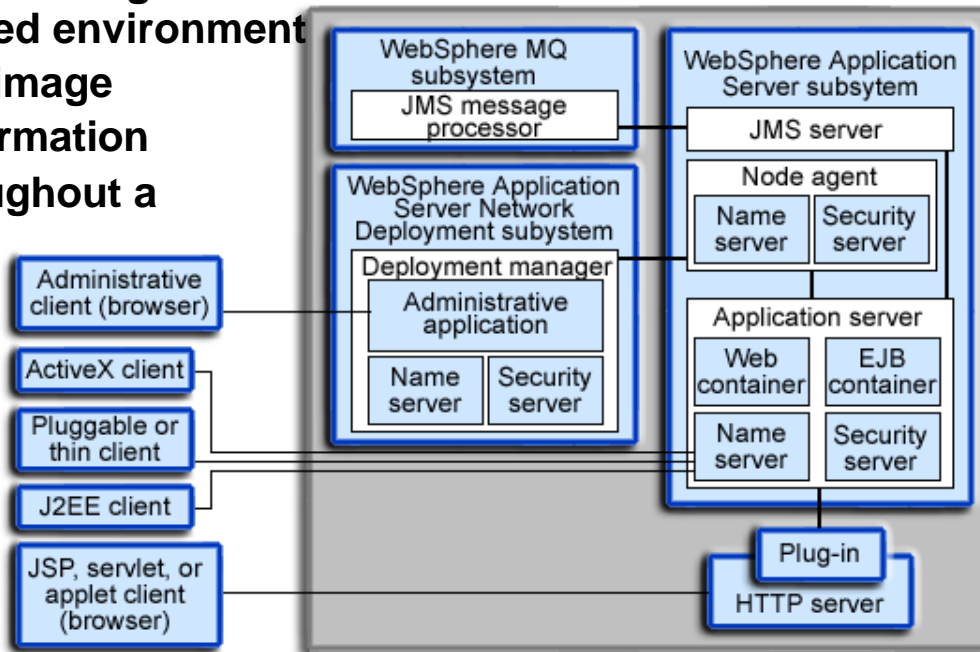 ed environment
image
rmation
ughout a
WebSphere MQ
subsystem
JMS message
processor
WebSphere Application
Server subsytem
JMS server
Node agent
Name
server
Security
server
WebSphere Application
Server Network
Deployment subsystem
Deployment manager
Administrative
application
Name
server
Security
server
Application server
Web
container
EJB
container
Name
server
Security
server
Administrative
client (browser)
ActiveX client
Pluggable or
thin client
J2EE client
JSP, servlet, or
applet client
(browser)
Plug-in
HTTP server